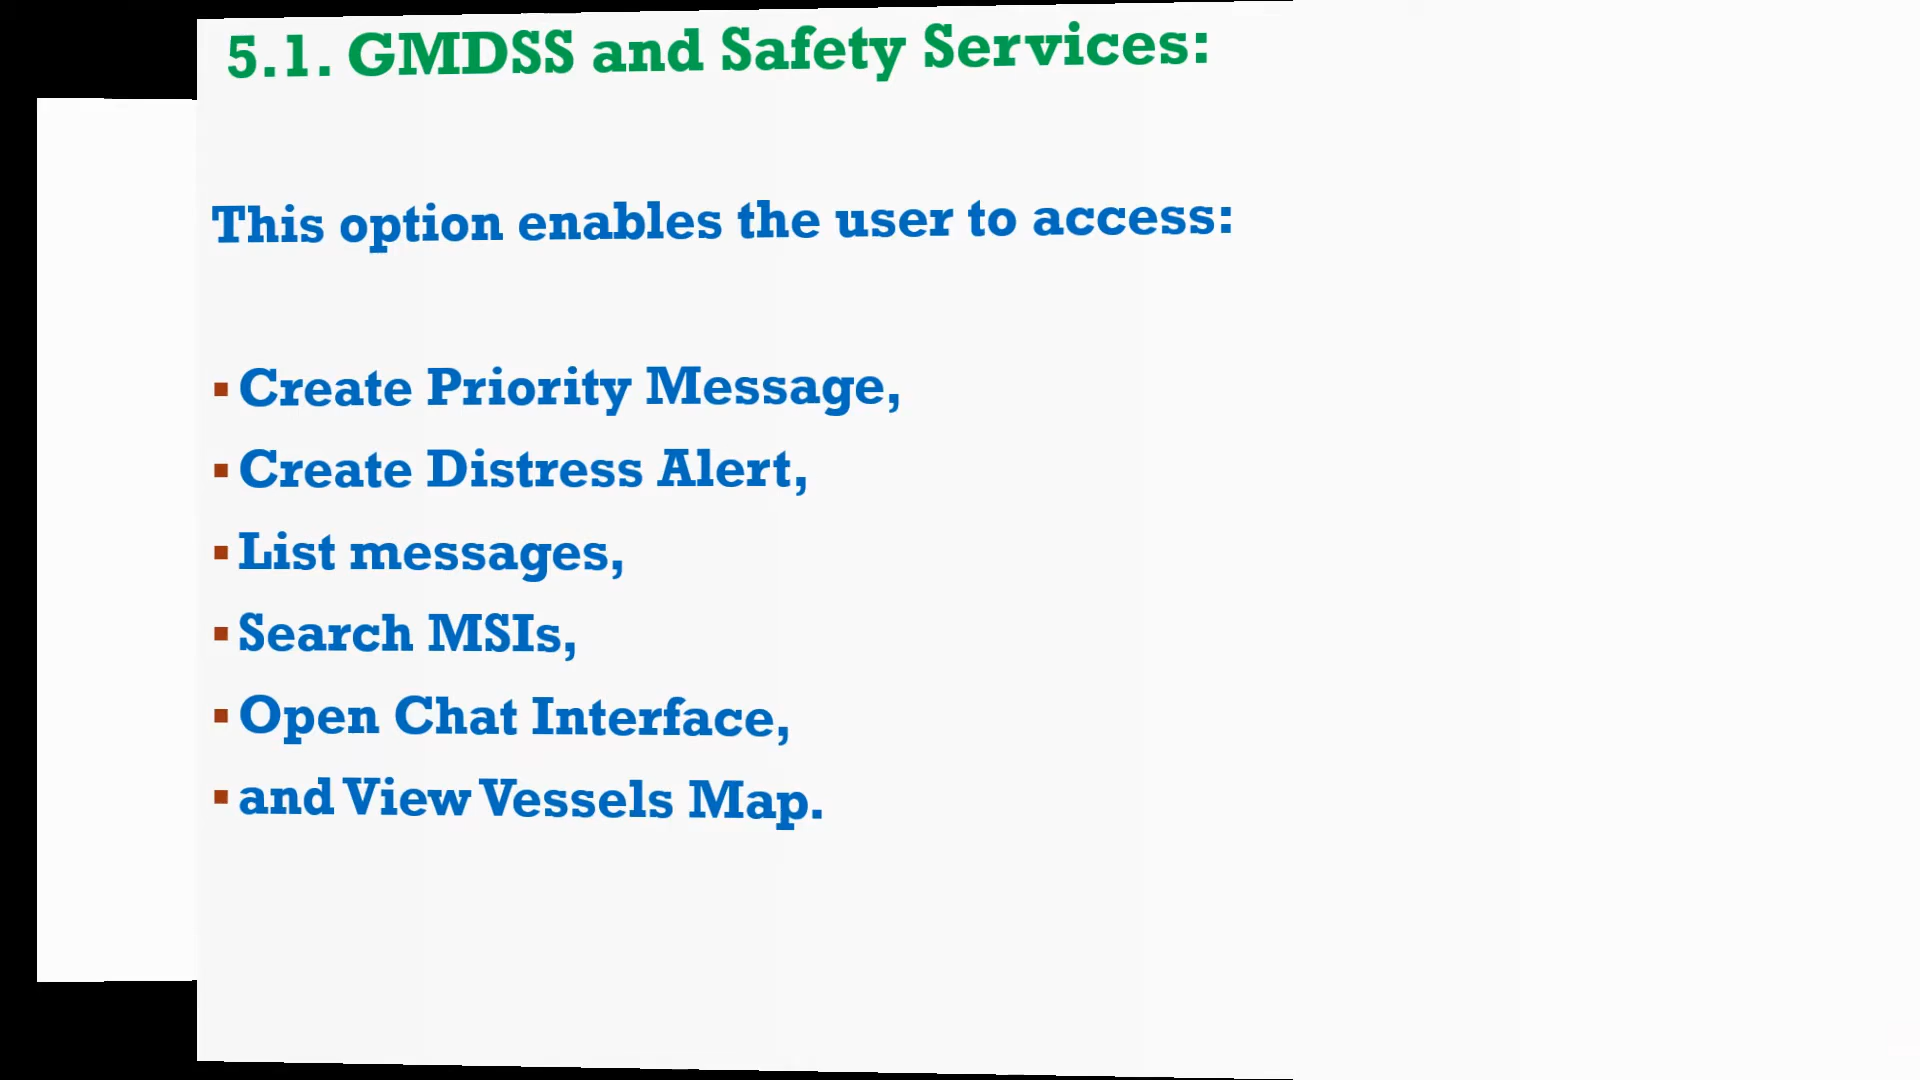 5.1. GMDSS and Safety Services:
This option enables the user to access:
▪ Create Priority Message,
▪ Create Distress Alert,
▪ List messages,
▪ Search MSIs,
▪ Open Chat Interface,
▪ and View Vessels Map.